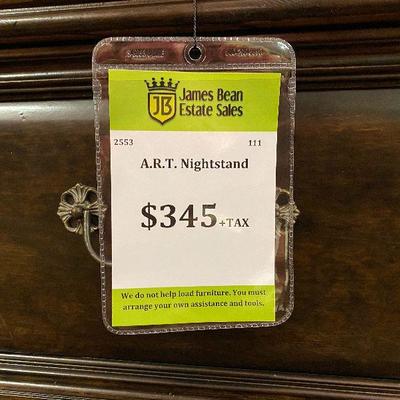 JB
James Bean
Estate Sales
2553 111
A.R.T. Nightstand
$345+TAX
We do not help load furniture. You must
arrange your own assistance and tools.